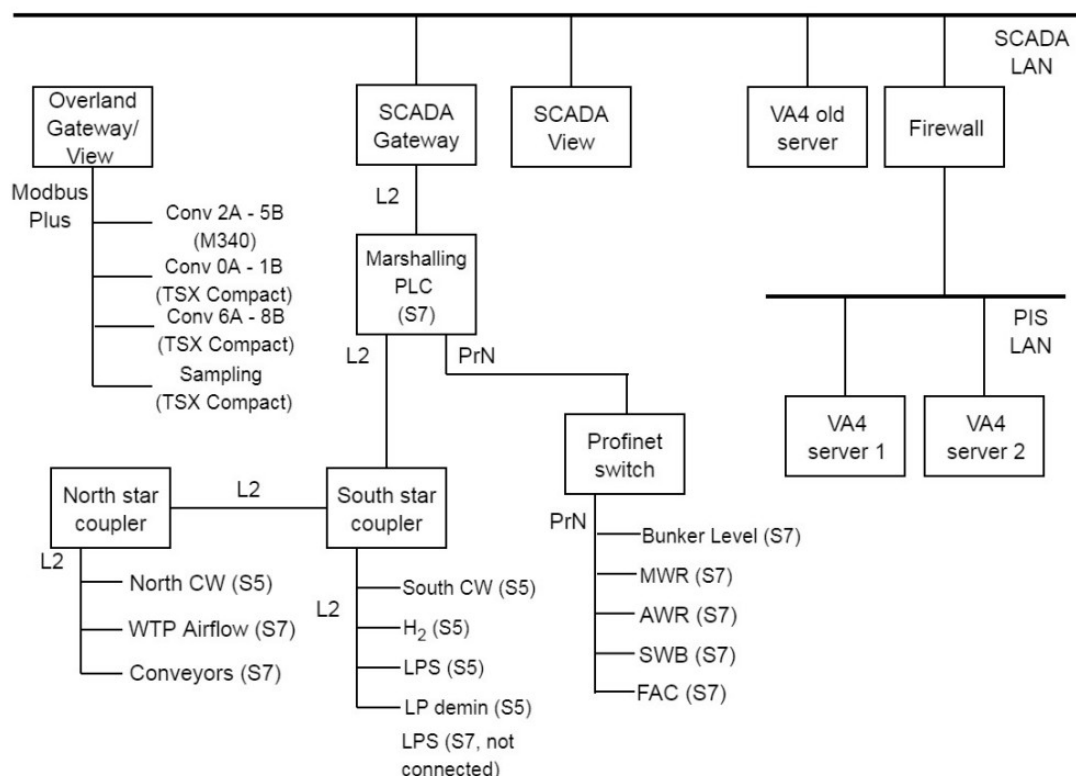 SCADA
LAN
Overland
Gateway/
View
SCADA
Gateway
SCADA
View
VA4 old
server
Firewall
Modbus
Plus
L2
Conv 2A - 5B
(M340)
Conv 0A - 1B
(TSX Compact)
Conv 6A - 8B
(TSX Compact)
Sampling
(TSX Compact)
Marshalling
PLC
(S7)
L2
PrN
PIS
LAN
VA4
server 1
VA4
server 2
Profinet
switch
North star
coupler
L2
South star
coupler
L2
North CW (S5)
WTP Airflow (S7)
Conveyors (S7)
L2
South CW (S5)
H₂ (S5)
LPS (S5)
LP demin (S5)
LPS (S7, not
connected)
PrN
Bunker Level (S7)
MWR (S7)
AWR (S7)
SWB (S7)
FAC (S7)